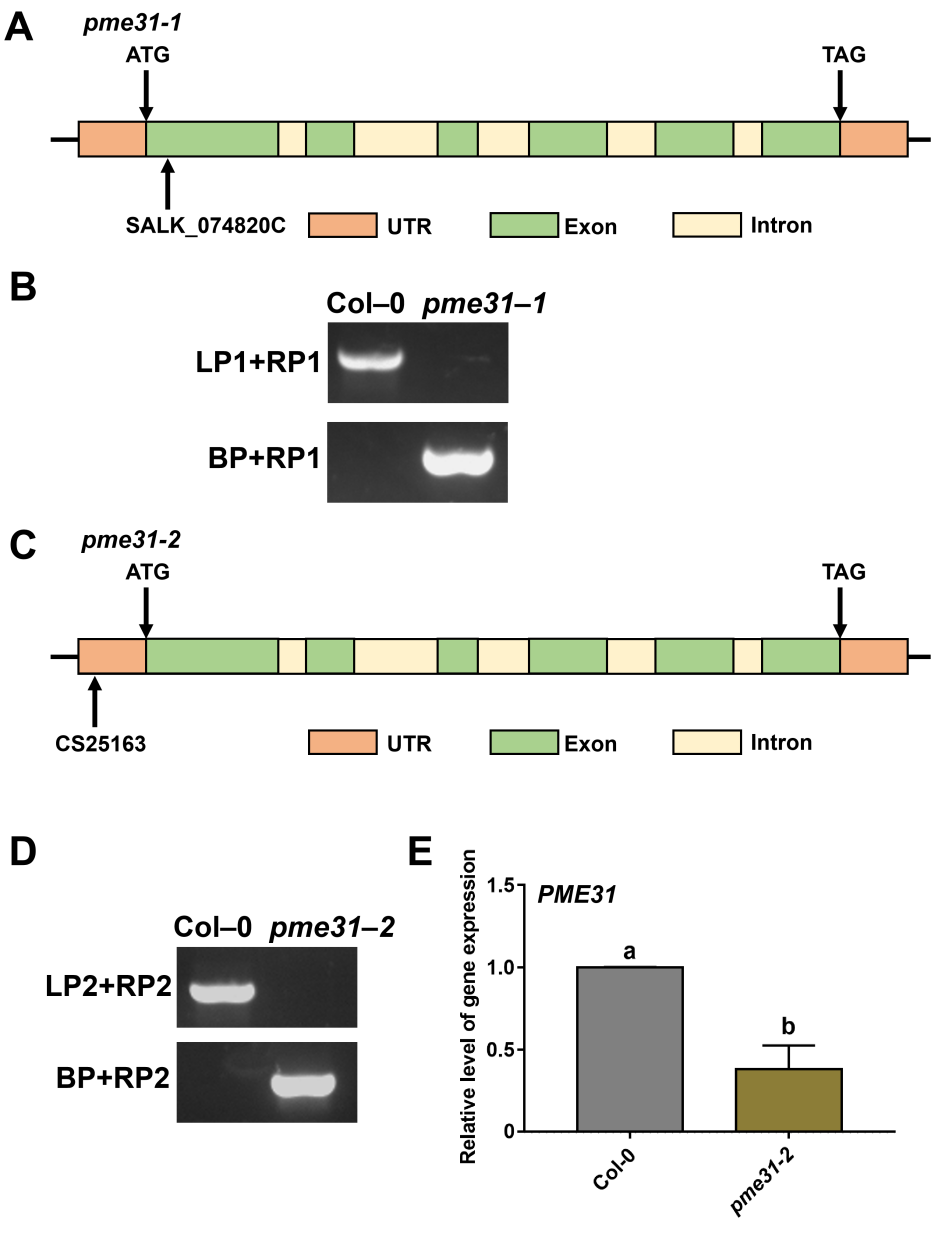 A
pme31-1
ATG
TAG
SALK_074820C
UTR
Exon
Intron
B
Col–0
pme31–1
LP1+RP1
BP+RP1
C
pme31-2
ATG
TAG
CS25163
UTR
Exon
Intron
D
Col–0
pme31–2
LP2+RP2
BP+RP2
E
Relative level of gene expression
1.5
1.0
0.5
0
PME31
a
b
Col-0
pme31-2